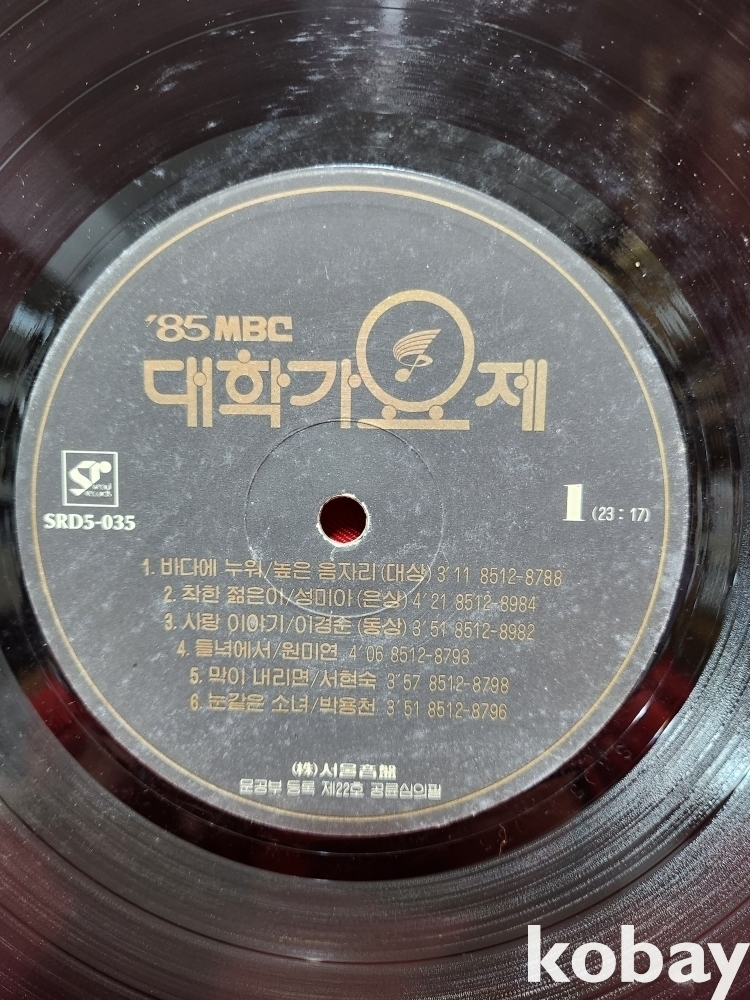 '85 MBC
대학가요제
Sr
seoul
records
SRD5-035
1 (23 : 17)
1. 바다에 누워/높은 음자리 (대상) 3′11 8512-8788
2. 착한 젊은이/성미아 (은상) 4′21 8512-8984
3. 사랑 이야기/이경준 (동상) 3′51 8512-8982
4. 들녘에서/원미연 4′06 8512-8793
5. 막이 내리면/서현숙 3′57 8512-8798
6. 눈같은 소녀/박용천 3′51 8512-8796
(株)서울音盤
문공부 등록 제22호 공륜심의필
kobay